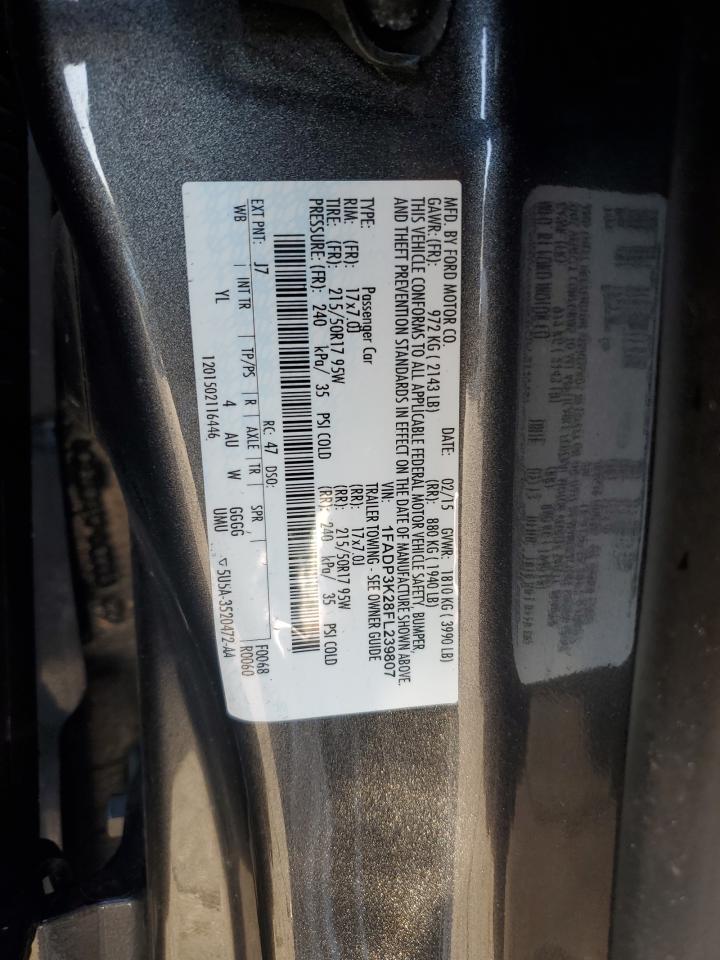 MFD. BY FORD MOTOR CO.
DATE: 02/15 GVWR: 1810 KG ( 3990 LB)
GAWR: (FR): 972 KG ( 2143 LB) (RR): 880 KG ( 1940 LB)
THIS VEHICLE CONFORMS TO ALL APPLICABLE FEDERAL MOTOR VEHICLE SAFETY, BUMPER,
AND THEFT PREVENTION STANDARDS IN EFFECT ON THE DATE OF MANUFACTURE SHOWN ABOVE.
VIN: 1FADP3K28FL239807
TYPE: Passenger Car TRAILER TOWING - SEE OWNER GUIDE
RIM: (FR): 17x7.0J (RR): 17x7.0J
TIRE: (FR): 215/50R17 95W (RR): 215/50R17 95W
PRESSURE: (FR): 240 kPa/ 35 PSI COLD (RR): 240 kPa/ 35 PSI COLD
EXT PNT: J7 RC: 47 DSO: F0068
WB INT TR TP/PS R AXLE TR SPR R0060
YL 4 AU W GGGG
UMU
1201502116446 5U5A-3520472-A4